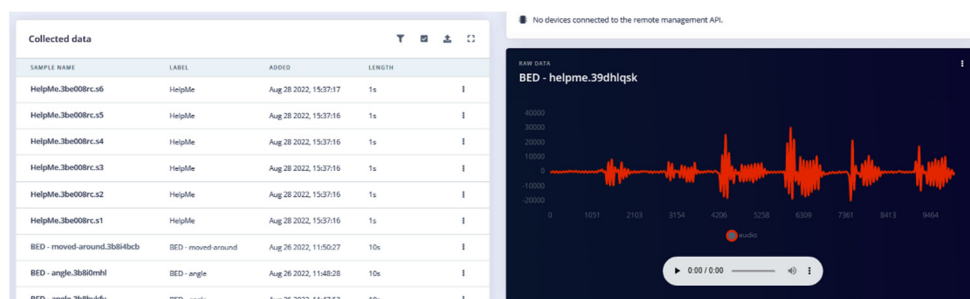 No devices connected to the remote management API.
Collected data
SAMPLE NAME LABEL ADDED LENGTH
HelpMe.3be008rc.s6 HelpMe Aug 28 2022, 15:37:17 1s
HelpMe.3be008rc.s5 HelpMe Aug 28 2022, 15:37:16 1s
HelpMe.3be008rc.s4 HelpMe Aug 28 2022, 15:37:16 1s
HelpMe.3be008rc.s3 HelpMe Aug 28 2022, 15:37:16 1s
HelpMe.3be008rc.s2 HelpMe Aug 28 2022, 15:37:16 1s
HelpMe.3be008rc.s1 HelpMe Aug 28 2022, 15:37:16 1s
BED - moved-around.3b8i4bcb BED - moved-around Aug 26 2022, 11:50:27 10s
BED - angle.3b8i0mhl BED - angle Aug 26 2022, 11:48:28 10s
RAW DATA
BED - helpme.39dhlqsk
40000
30000
20000
10000
0
-10000
-20000
0 1051 2103 3154 4206 5258 6309 7361 8413 9464
audio
0:00 / 0:00